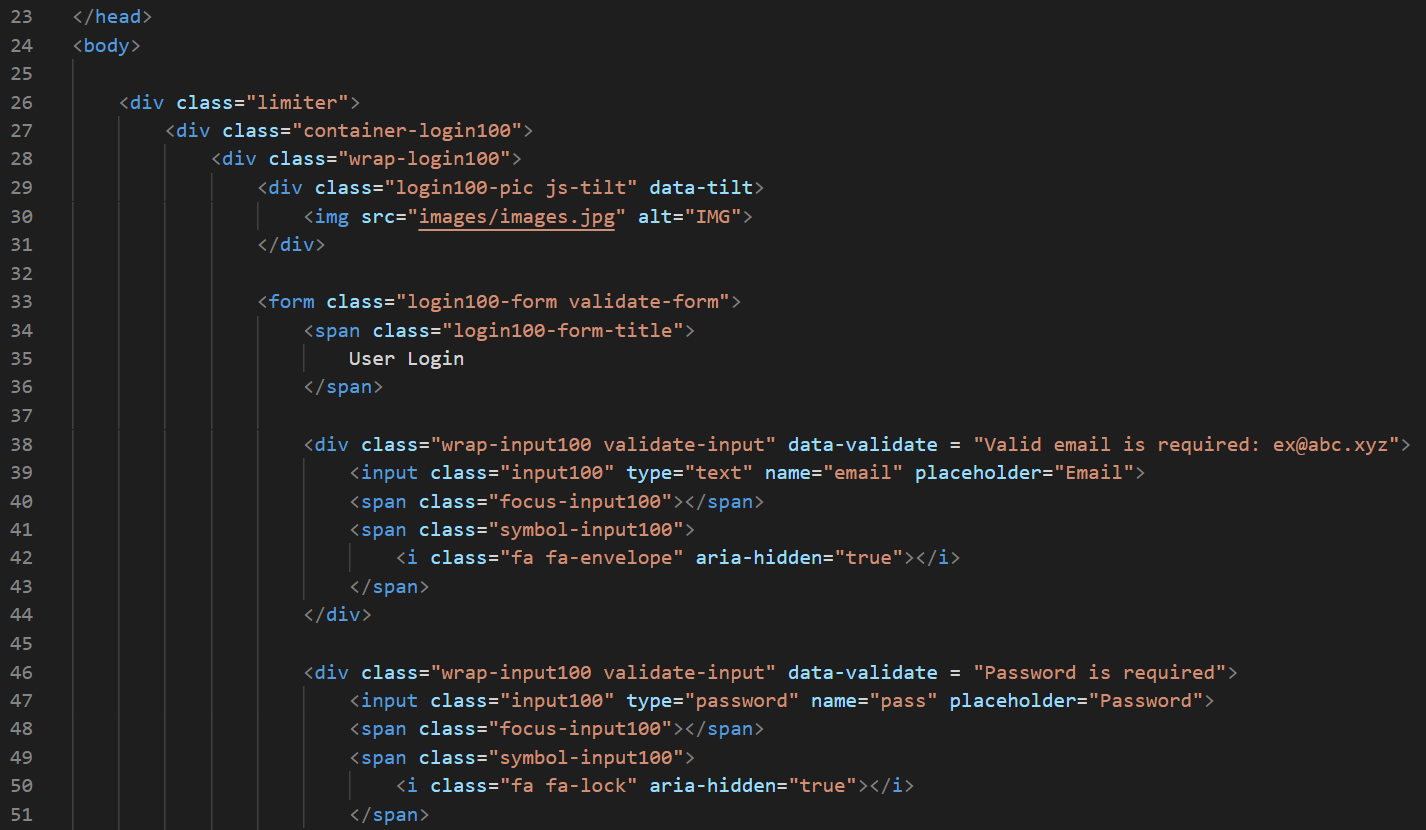 23 </head>
24 <body>
25
26 <div class="limiter">
27 <div class="container-login100">
28 <div class="wrap-login100">
29 <div class="login100-pic js-tilt" data-tilt>
30 <img src="images/images.jpg" alt="IMG">
31 </div>
32
33 <form class="login100-form validate-form">
34 <span class="login100-form-title">
35 User Login
36 </span>
37
38 <div class="wrap-input100 validate-input" data-validate = "Valid email is required: ex@abc.xyz">
39 <input class="input100" type="text" name="email" placeholder="Email">
40 <span class="focus-input100"></span>
41 <span class="symbol-input100">
42 <i class="fa fa-envelope" aria-hidden="true"></i>
43 </span>
44 </div>
45
46 <div class="wrap-input100 validate-input" data-validate = "Password is required">
47 <input class="input100" type="password" name="pass" placeholder="Password">
48 <span class="focus-input100"></span>
49 <span class="symbol-input100">
50 <i class="fa fa-lock" aria-hidden="true"></i>
51 </span>